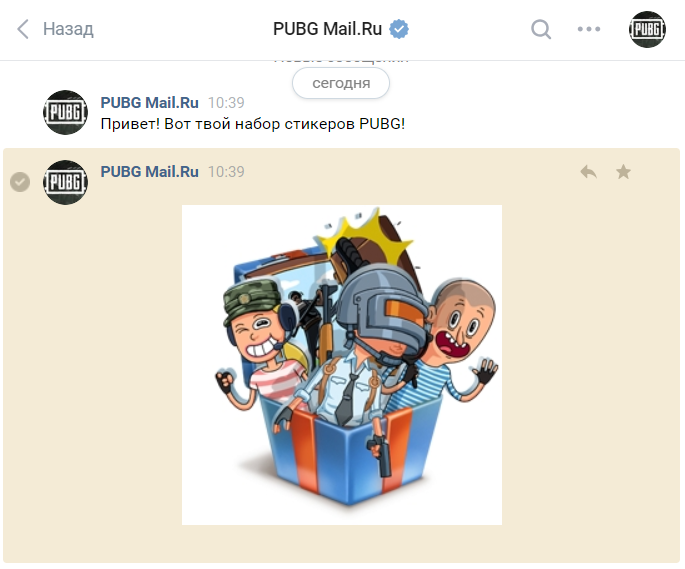 Назад
PUBG Mail.Ru
PUBG
сегодня
PUBG
PUBG Mail.Ru 10:39
Привет! Вот твой набор стикеров PUBG!
PUBG
PUBG Mail.Ru 10:39